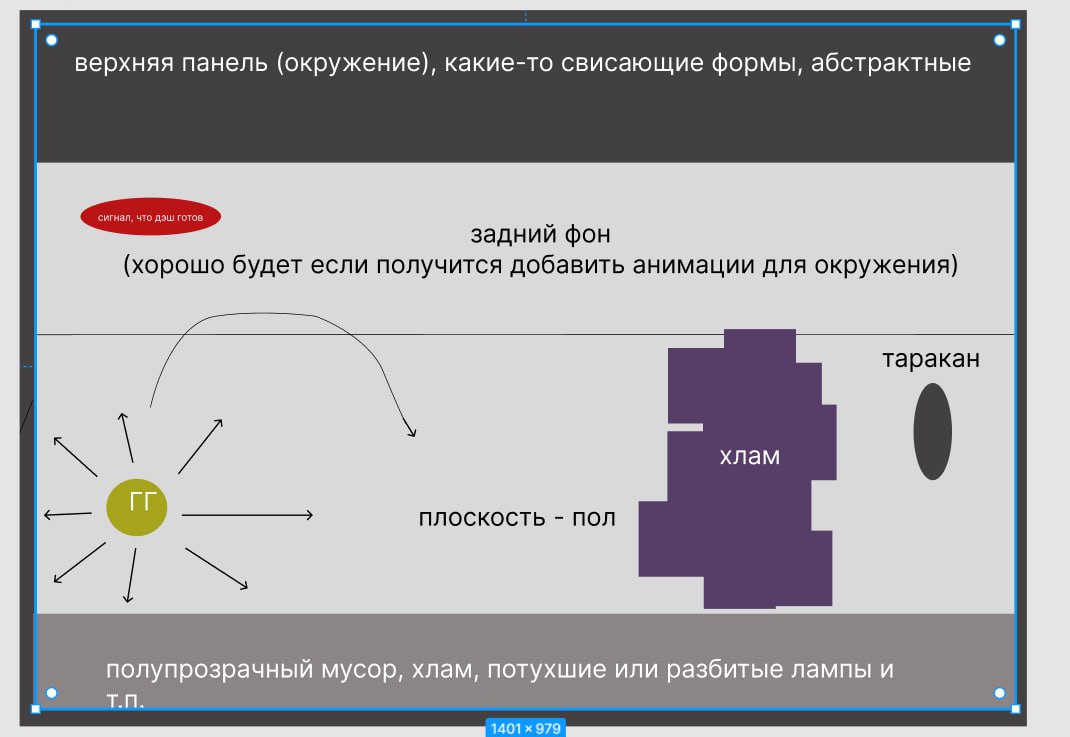 верхняя панель (окружение), какие-то свисающие формы, абстрактные
сигнал, что дэш готов
задний фон
(хорошо будет если получится добавить анимации для окружения)
таракан
хлам
ГГ
плоскость - пол
полупрозрачный мусор, хлам, потухшие или разбитые лампы и
т.п.
1401 × 979